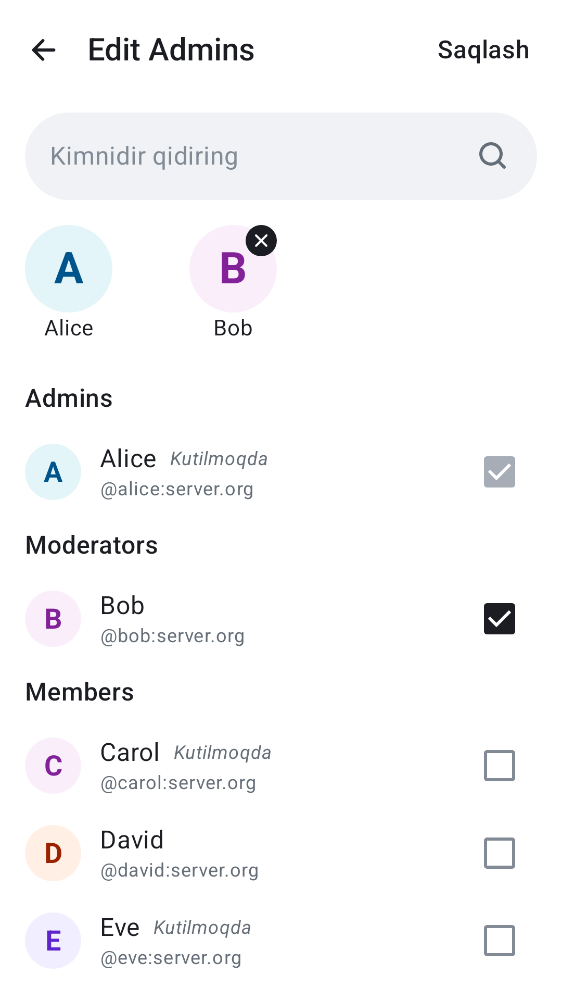 Edit Admins
Saqlash
Kimnidir qidiring
A
B
Alice
Bob
Admins
A
Alice Kutilmoqda
@alice:server.org
Moderators
B
Bob
@bob:server.org
Members
C
Carol Kutilmoqda
@carol:server.org
D
David
@david:server.org
E
Eve Kutilmoqda
@eve:server.org